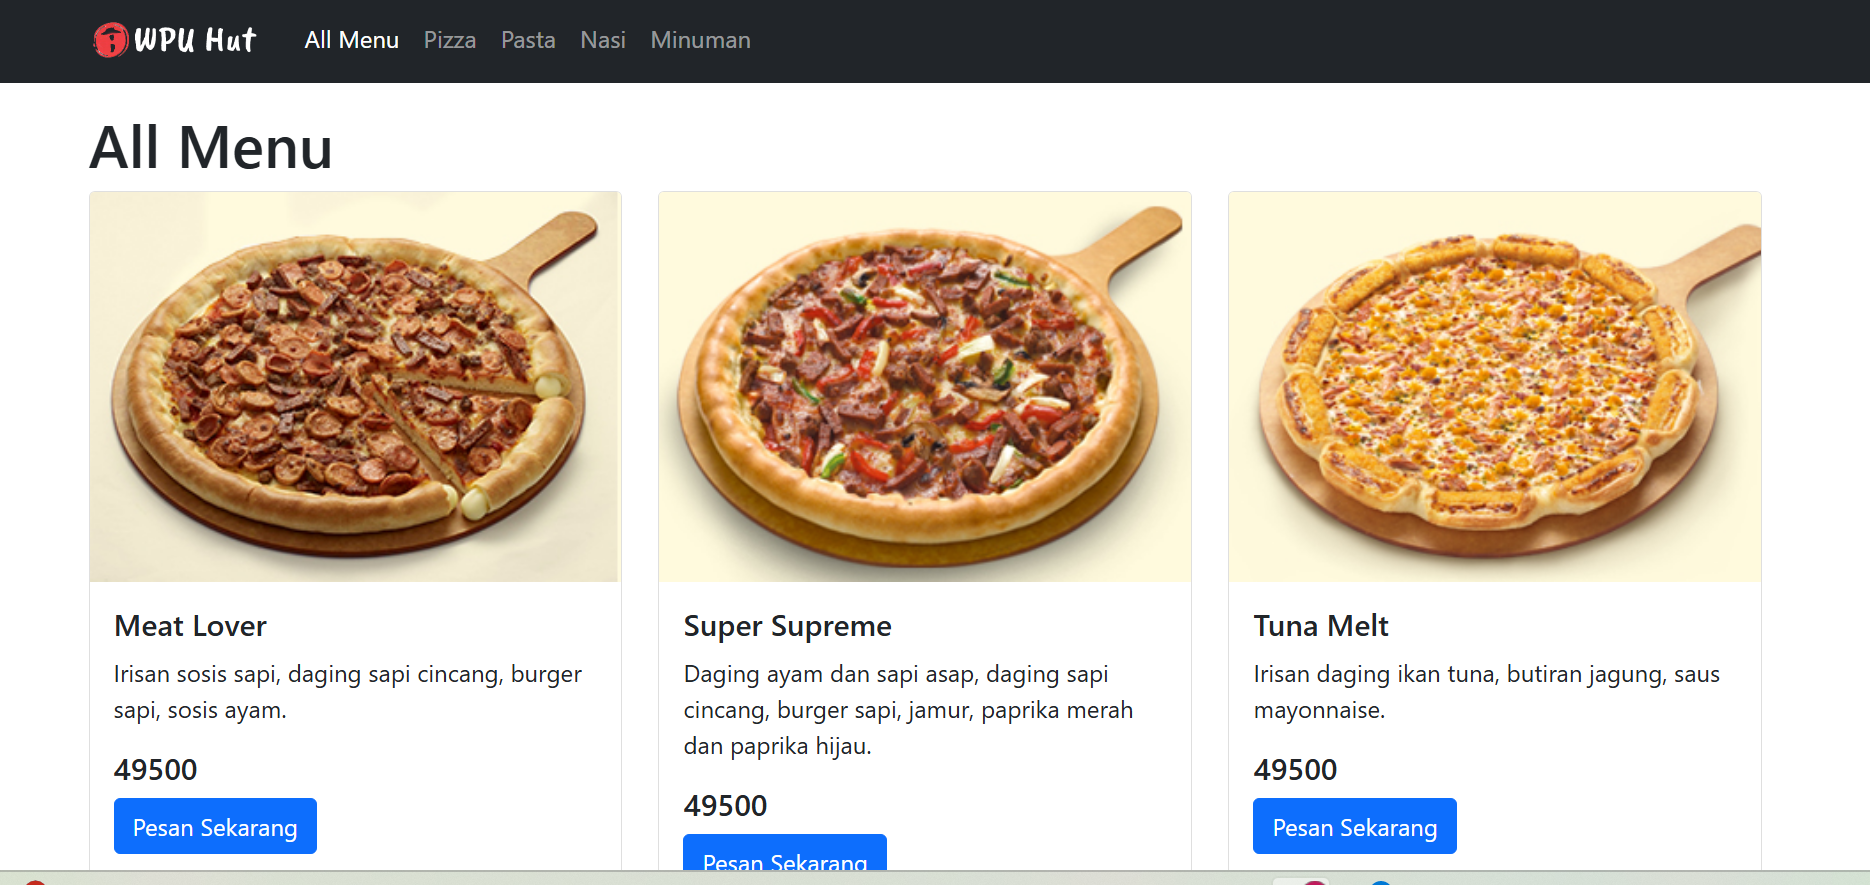 WPU Hut All Menu Pizza Pasta Nasi Minuman
All Menu
Meat Lover
Irisan sosis sapi, daging sapi cincang, burger
sapi, sosis ayam.
49500
Pesan Sekarang
Super Supreme
Daging ayam dan sapi asap, daging sapi
cincang, burger sapi, jamur, paprika merah
dan paprika hijau.
49500
Pesan Sekarang
Tuna Melt
Irisan daging ikan tuna, butiran jagung, saus
mayonnaise.
49500
Pesan Sekarang